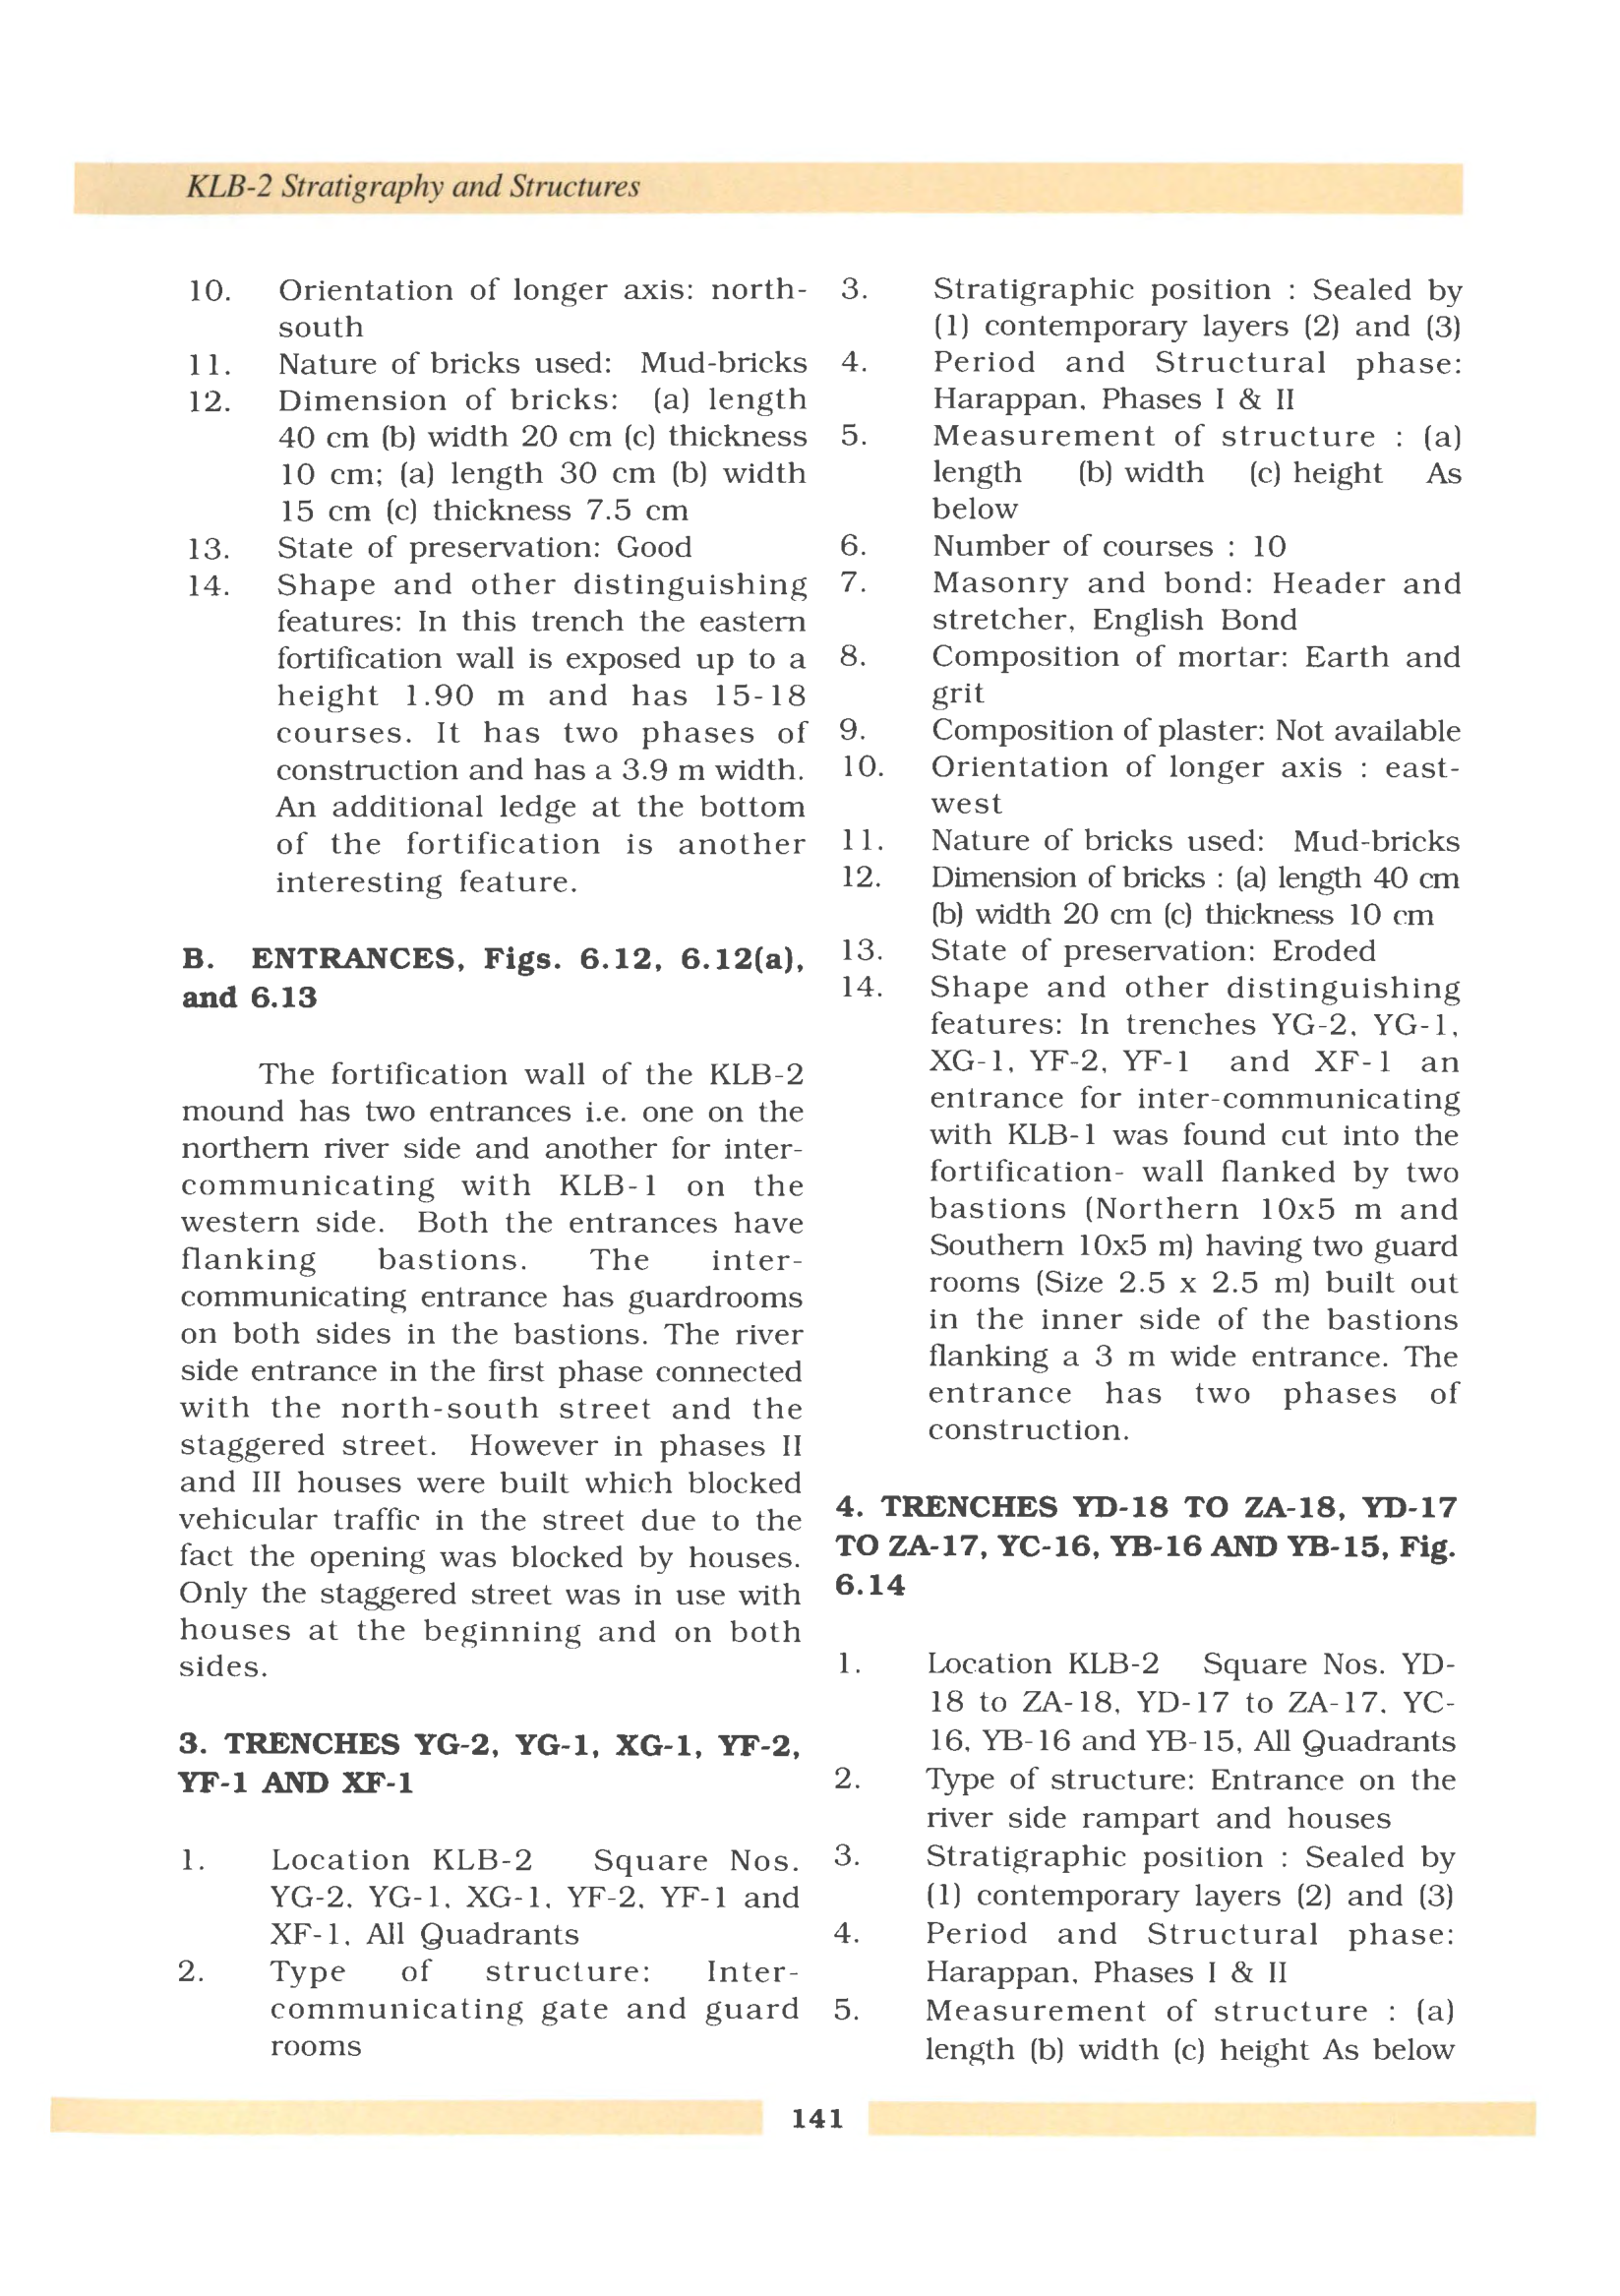 KLB-2 Stratigraphy and Structures
10. Orientation of longer axis: north-
south
11. Nature of bricks used: Mud-bricks
12. Dimension of bricks: (a) length
40 cm (b) width 20 cm (c) thickness
10 cm; (a) length 30 cm (b) width
15 cm (c) thickness 7.5 cm
13. State of preservation: Good
14. Shape and other distinguishing
features: In this trench the eastern
fortification wall is exposed up to a
height 1.90 m and has 15-18
courses. It has two phases of
construction and has a 3.9 m width.
An additional ledge at the bottom
of the fortification is another
interesting feature.
B. ENTRANCES, Figs. 6.12, 6.12(a),
and 6.13
The fortification wall of the KLB-2
mound has two entrances i.e. one on the
northern river side and another for inter-
communicating with KLB-1 on the
western side. Both the entrances have
flanking bastions. The inter-
communicating entrance has guardrooms
on both sides in the bastions. The river
side entrance in the first phase connected
with the north-south street and the
staggered street. However in phases II
and III houses were built which blocked
vehicular traffic in the street due to the
fact the opening was blocked by houses.
Only the staggered street was in use with
houses at the beginning and on both
sides.
3. TRENCHES YG-2, YG-1, XG-1, YF-2,
YF-1 AND XF-1
1. Location KLB-2 Square Nos.
YG-2, YG-1, XG-1, YF-2, YF-1 and
XF-1, All Quadrants
2. Type of structure: Inter-
communicating gate and guard
rooms
3. Stratigraphic position : Sealed by
(1) contemporary layers (2) and (3)
4. Period and Structural phase:
Harappan, Phases I & II
5. Measurement of structure : (a)
length (b) width (c) height As
below
6. Number of courses : 10
7. Masonry and bond: Header and
stretcher, English Bond
8. Composition of mortar: Earth and
grit
9. Composition of plaster: Not available
10. Orientation of longer axis : east-
west
11. Nature of bricks used: Mud-bricks
12. Dimension of bricks : (a) length 40 cm
(b) width 20 cm (c) thickness 10 cm
13. State of preservation: Eroded
14. Shape and other distinguishing
features: In trenches YG-2, YG-1,
XG-1, YF-2, YF-1 and XF-1 an
entrance for inter-communicating
with KLB-1 was found cut into the
fortification- wall flanked by two
bastions (Northern 10x5 m and
Southern 10x5 m) having two guard
rooms (Size 2.5 x 2.5 m) built out
in the inner side of the bastions
flanking a 3 m wide entrance. The
entrance has two phases of
construction.
4. TRENCHES YD-18 TO ZA-18, YD-17
TO ZA-17, YC-16, YB-16 AND YB-15, Fig.
6.14
1. Location KLB-2 Square Nos. YD-
18 to ZA-18, YD-17 to ZA-17, YC-
16, YB-16 and YB-15, All Quadrants
2. Type of structure: Entrance on the
river side rampart and houses
3. Stratigraphic position : Sealed by
(1) contemporary layers (2) and (3)
4. Period and Structural phase:
Harappan, Phases I & II
5. Measurement of structure : (a)
length (b) width (c) height As below
141